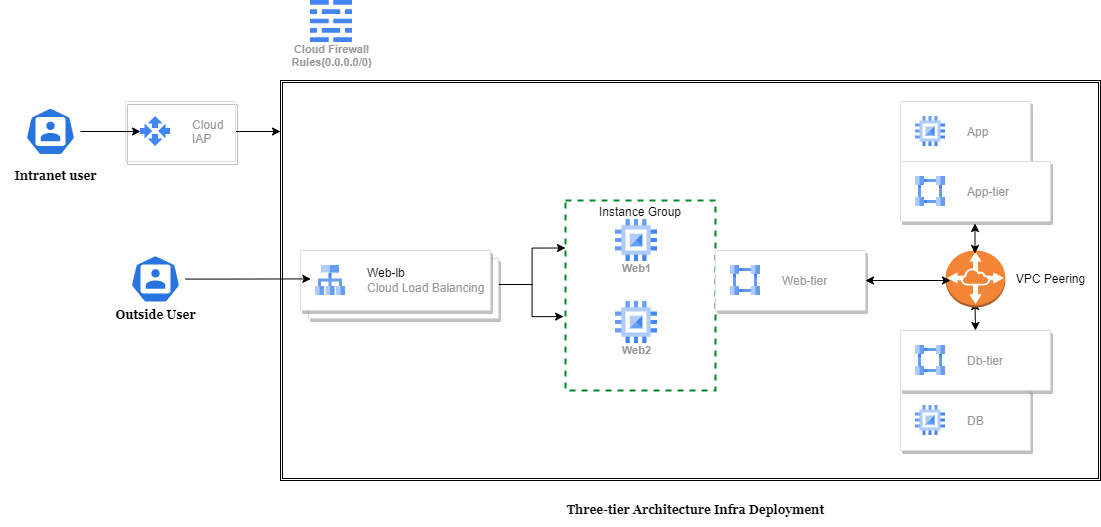 Cloud Firewall
Rules(0.0.0.0/0)
Cloud
IAP
Intranet user
App
App-tier
Instance Group
Web1
Web-lb
Cloud Load Balancing
Web-tier
VPC Peering
Outside User
Web2
Db-tier
DB
Three-tier Architecture Infra Deployment